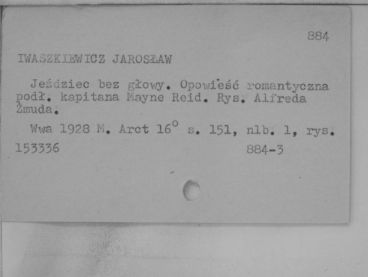 884
IWASZKIEWICZ JAROSŁAW
Jeździec bez głowy. Opowieść romantyczna
podł. kapitana Mayne Reid. Rys. Alfreda
Żmuda.
Wwa 1928 M. Arct 16° s. 151, nlb. 1, rys.
153336 884-3